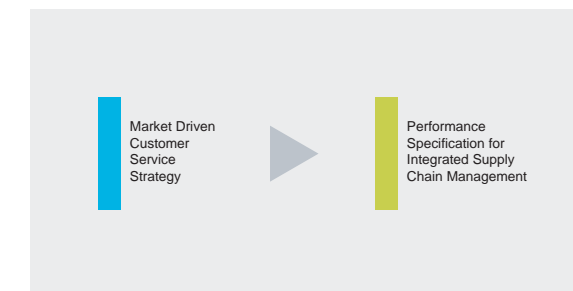 Market Driven
Customer
Service
Strategy
Performance
Specification for
Integrated Supply
Chain Management